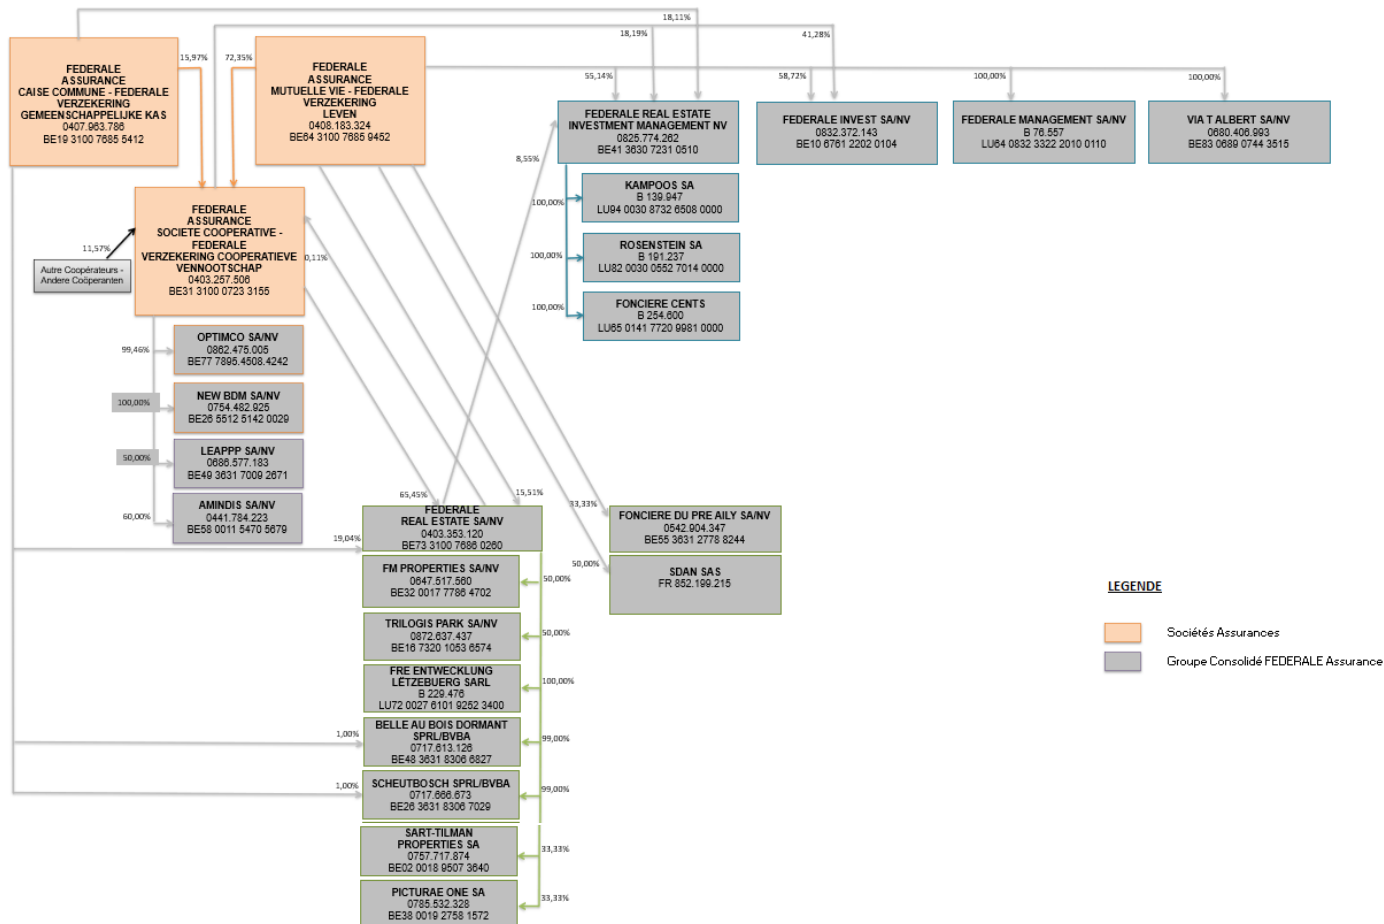 18,11%
18,19%
41,28%
15,97%
72,35%
55,14%
58,72%
100,00%
100,00%
FEDERALE
ASSURANCE
CAISE COMMUNE - FEDERALE
VERZEKERING
GEMEENSCHAPPELIJKE KAS
0407.963.786
BE19 3100 7685 5412
FEDERALE
ASSURANCE
MUTUELLE VIE - FEDERALE
VERZEKERING
LEVEN
0408.183.324
BE64 3100 7685 9452
FEDERALE REAL ESTATE
INVESTMENT MANAGEMENT NV
0825.774.262
BE41 3630 7231 0510
FEDERALE INVEST SA/NV
0832.372.143
BE10 6761 2202 0104
FEDERALE MANAGEMENT SA/NV
B 76.557
LU64 0832 3322 2010 0110
VIA T ALBERT SA/NV
0680.406.993
BE83 0689 0744 3515
8,55%
100,00%
KAMPOOS SA
B 139.947
LU94 0030 8732 6508 0000
100,00%
ROSENSTEIN SA
B 191.237
LU82 0030 0552 7014 0000
100,00%
FONCIERE CENTS
B 254.600
LU65 0141 7720 9981 0000
FEDERALE
ASSURANCE
SOCIETE COOPERATIVE -
FEDERALE
VERZEKERING COOPERATIEVE
VENNOOTSCHAP
0403.257.506
BE31 3100 0723 3155
0,11%
11,57%
Autre Coopérateurs -
Andere Coöperanten
99,46%
OPTIMCO SA/NV
0862.475.005
BE77 7895.4508.4242
100,00%
NEW BDM SA/NV
0754.482.925
BE26 5512 5142 0029
50,00%
LEAPPP SA/NV
0686.577.183
BE49 3631 7009 2671
60,00%
AMINDIS SA/NV
0441.784.223
BE58 0011 5470 5679
65,45%
15,51%
33,33%
19,04%
FEDERALE
REAL ESTATE SA/NV
0403.353.120
BE73 3100 7686 0260
FONCIERE DU PRE AILY SA/NV
0542.904.347
BE55 3631 2778 8244
50,00%
SDAN SAS
FR 852.199.215
FM PROPERTIES SA/NV
0647.517.560
BE32 0017 7786 4702
50,00%
TRILOGIS PARK SA/NV
0872.637.437
BE16 7320 1053 6574
50,00%
FRE ENTWECKLUNG
LËTZEBUERG SARL
B 229.476
LU72 0027 6101 9252 3400
100,00%
1,00%
BELLE AU BOIS DORMANT
SPRL/BVBA
0717.613.126
BE48 3631 8306 6827
99,00%
1,00%
SCHEUTBOSCH SPRL/BVBA
0717.666.673
BE26 3631 8306 7029
99,00%
SART-TILMAN
PROPERTIES SA
0757.717.874
BE02 0018 9507 3640
33,33%
PICTURAE ONE SA
0785.532.328
BE38 0019 2758 1572
33,33%
LEGENDE
Sociétés Assurances
Groupe Consolidé FEDERALE Assurance